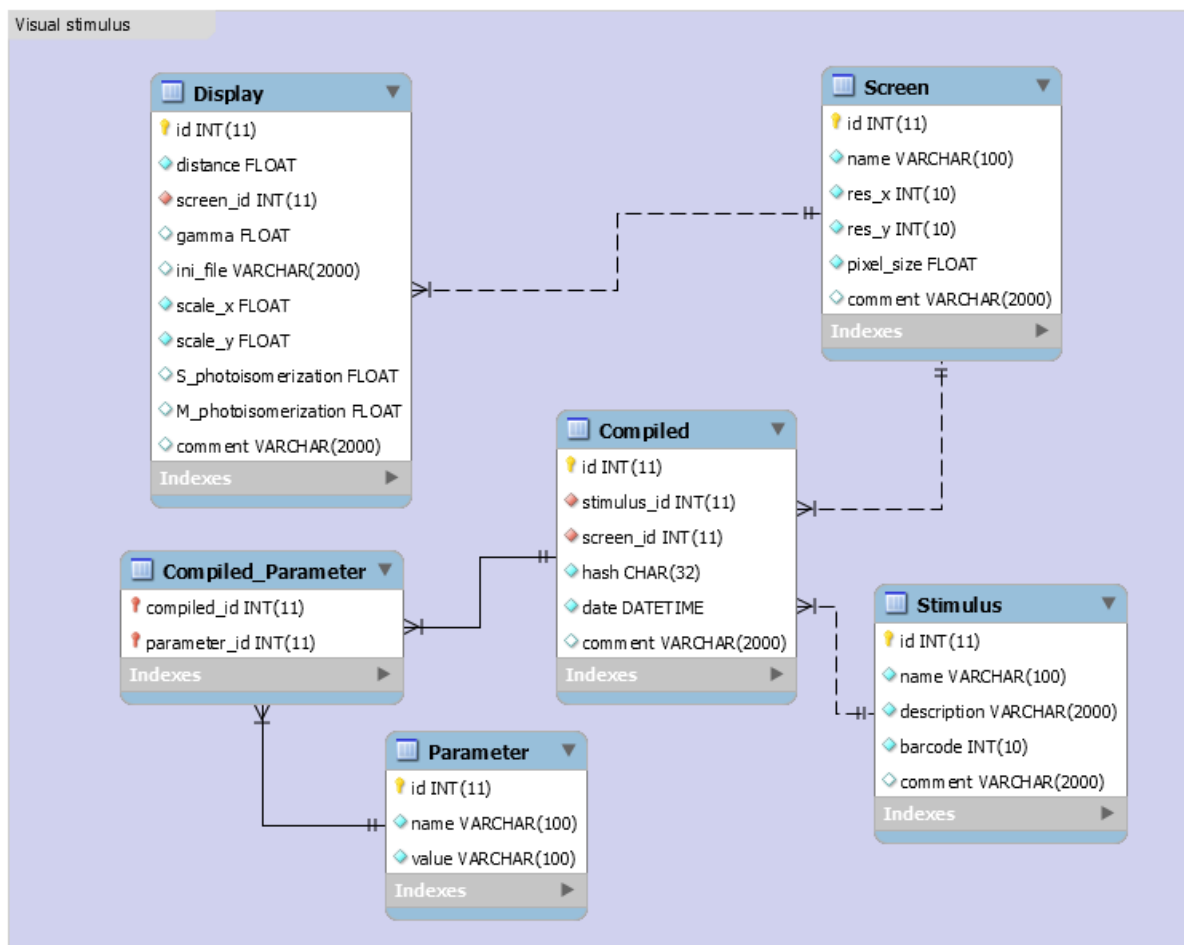 Visual stimulus
Display
id INT(11)
distance FLOAT
screen_id INT(11)
gamma FLOAT
ini_file VARCHAR(2000)
scale_x FLOAT
scale_y FLOAT
S_photoisomerization FLOAT
M_photoisomerization FLOAT
comment VARCHAR(2000)
Indexes
Screen
id INT(11)
name VARCHAR(100)
res_x INT(10)
res_y INT(10)
pixel_size FLOAT
comment VARCHAR(2000)
Indexes
Compiled
id INT(11)
stimulus_id INT(11)
screen_id INT(11)
hash CHAR(32)
date DATETIME
comment VARCHAR(2000)
Indexes
Compiled_Parameter
compiled_id INT(11)
parameter_id INT(11)
Indexes
Stimulus
id INT(11)
name VARCHAR(100)
description VARCHAR(2000)
barcode INT(10)
comment VARCHAR(2000)
Indexes
Parameter
id INT(11)
name VARCHAR(100)
value VARCHAR(100)
Indexes